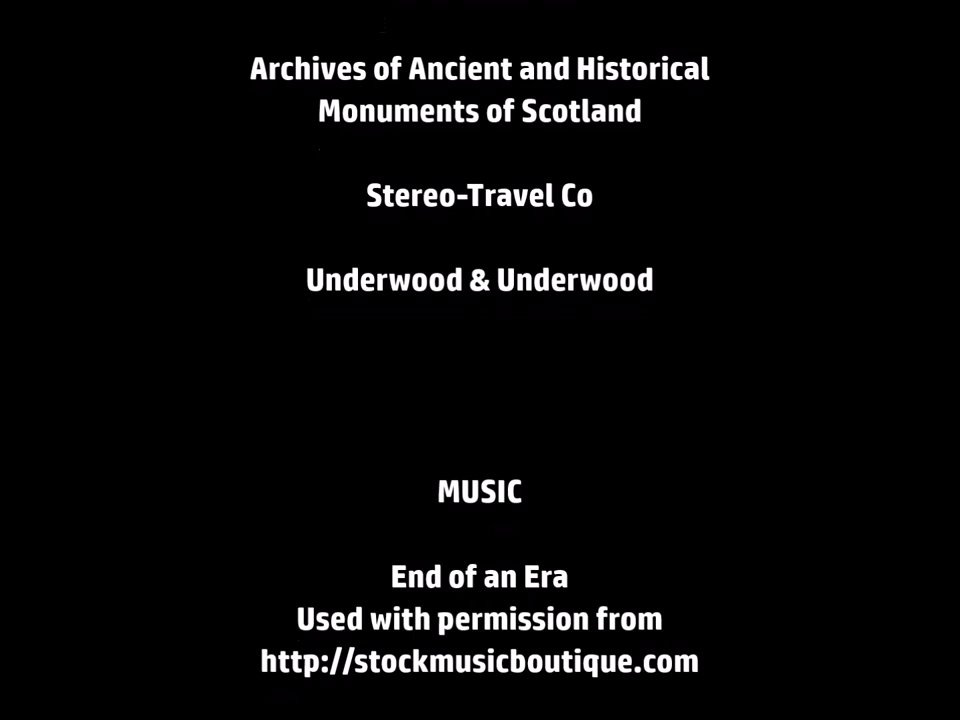 Archives of Ancient and Historical
Monuments of Scotland
Stereo-Travel Co
Underwood & Underwood
MUSIC
End of an Era
Used with permission from
http://stockmusicboutique.com